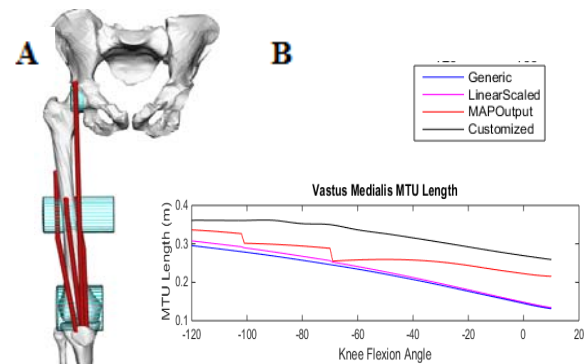 A
B
Generic
LinearScaled
MAPOutput
Customized
Vastus Medialis MTU Length
MTU Length (m)
0.4
0.3
0.2
0.1
-120 -100 -80 -60 -40 -20 0 20
Knee Flexion Angle